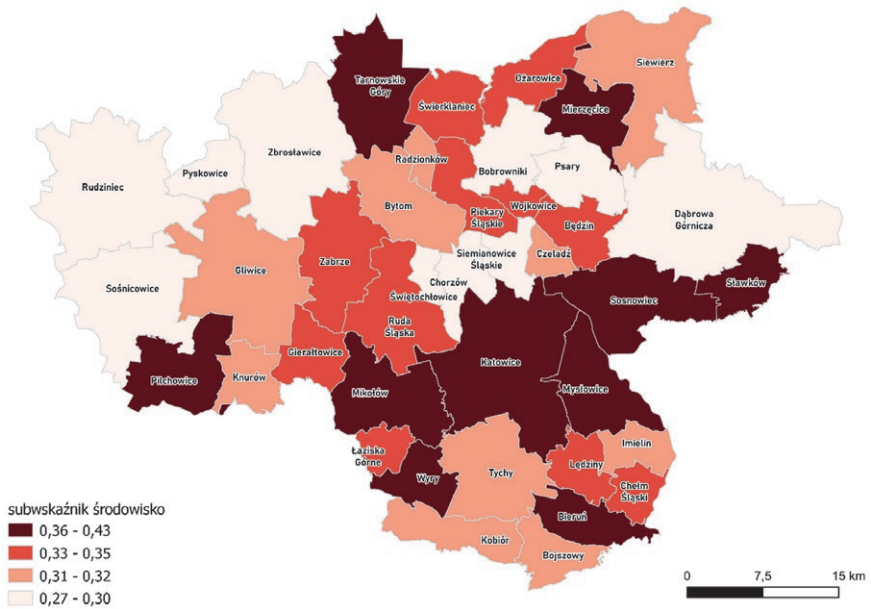 Siewierz
Ożarowice
Tarnowskie
Góry
Świerklaniec
Mierzęcice
Zbrosławice
Radzionków
Rudziniec
Pyskowice
Bobrowniki
Psary
Bytom
Piekary
Śląskie
Wojkowice
Będzin
Dąbrowa
Górnicza
Siemianowice
Śląskie
Czeladź
Gliwice
Zabrze
Chorzów
Sośnicowice
Świętochłowice
Sławków
Sosnowiec
Ruda
Śląska
Gierałtowice
Katowice
Pilchowice
Knurów
Mikołów
Mysłowice
Imielin
Łaziska
Górne
Wyry
Tychy
Lędziny
Chełm
Śląski
Bieruń
Kobiór
Bojszowy
subwskaźnik środowisko
0,36 - 0,43
0,33 - 0,35
0,31 - 0,32
0,27 - 0,30
0 7,5 15 km